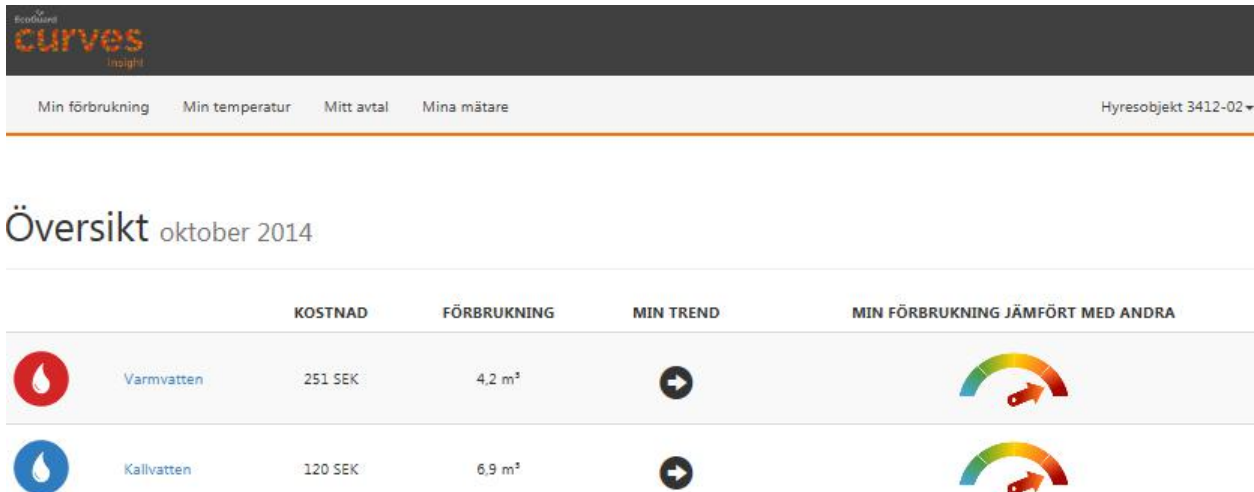 EcoGuard
curves
Insight
Min förbrukning Min temperatur Mitt avtal Mina mätare Hyresobjekt 3412-02
Översikt oktober 2014
KOSTNAD FÖRBRUKNING MIN TREND MIN FÖRBRUKNING JÄMFÖRT MED ANDRA
Varmvatten 251 SEK 4,2 m³
Kallvatten 120 SEK 6,9 m³